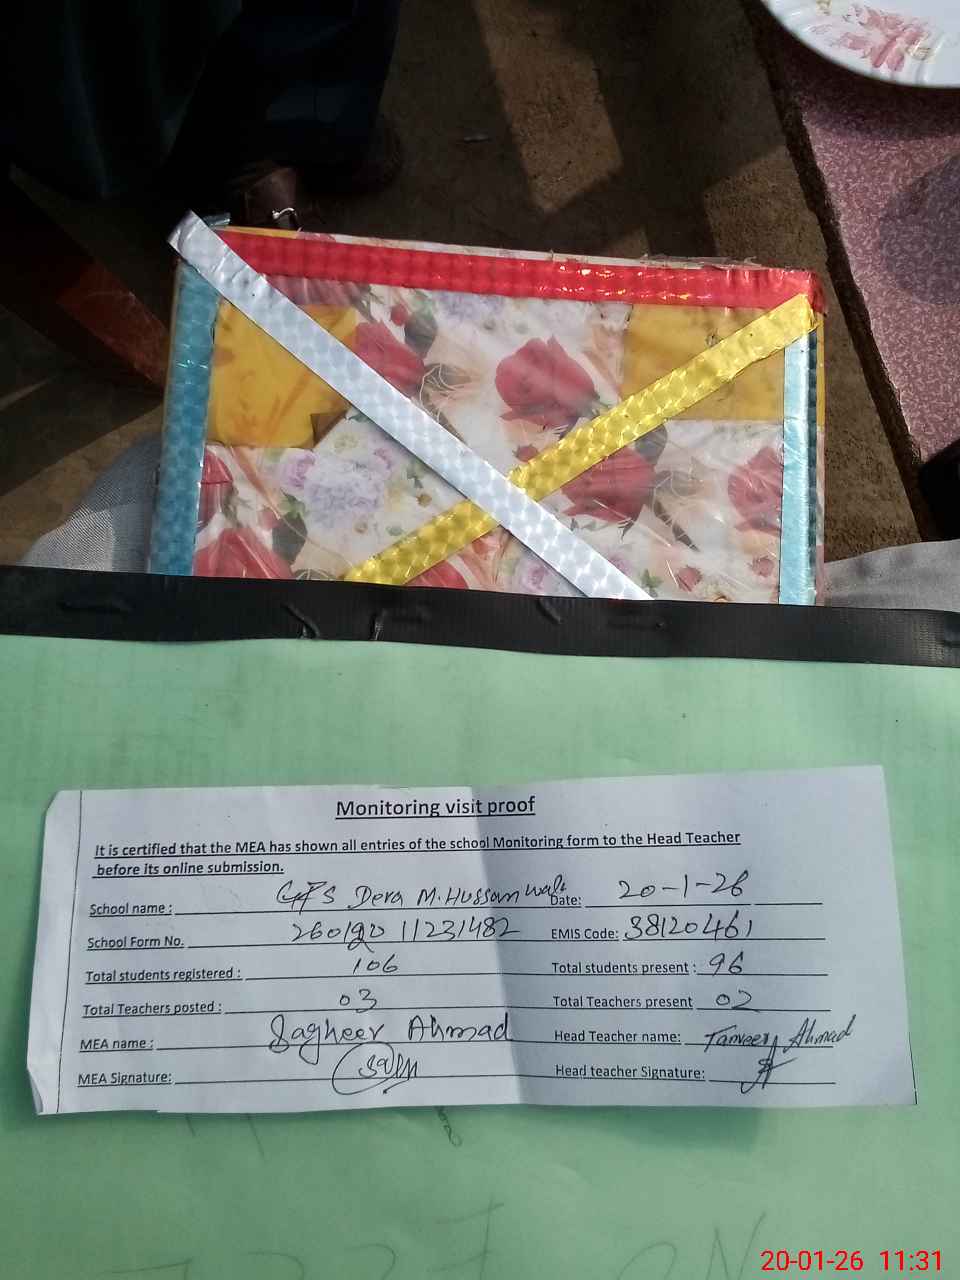 Monitoring visit proof
It is certified that the MEA has shown all entries of the school Monitoring form to the Head Teacher
before its online submission.
School name : GPS Dera M. Hussanwala Date: 20-1-26
School Form No. 260120 11231482 EMIS Code: 38120461
Total students registered : 106 Total students present : 96
Total Teachers posted : 03 Total Teachers present 02
MEA name : Sagheer Ahmad Head Teacher name: Tanveer Ahmad
MEA Signature: Head teacher Signature:
20-01-26 11:31